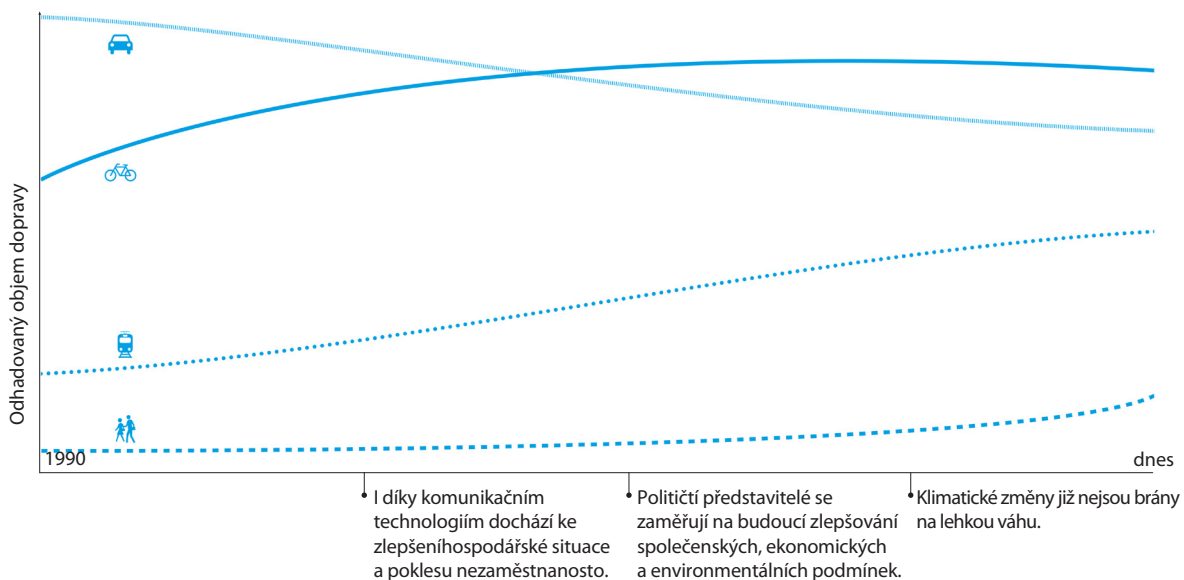 Odhadovaný objem dopravy
1990
dnes
• I díky komunikačním
technologiím dochází ke
zlepšeníhospodářské situace
a poklesu nezaměstnanosto.
• Političtí představitelé se
zaměřují na budoucí zlepšování
společenských, ekonomických
a environmentálních podmínek.
• Klimatické změny již nejsou brány
na lehkou váhu.